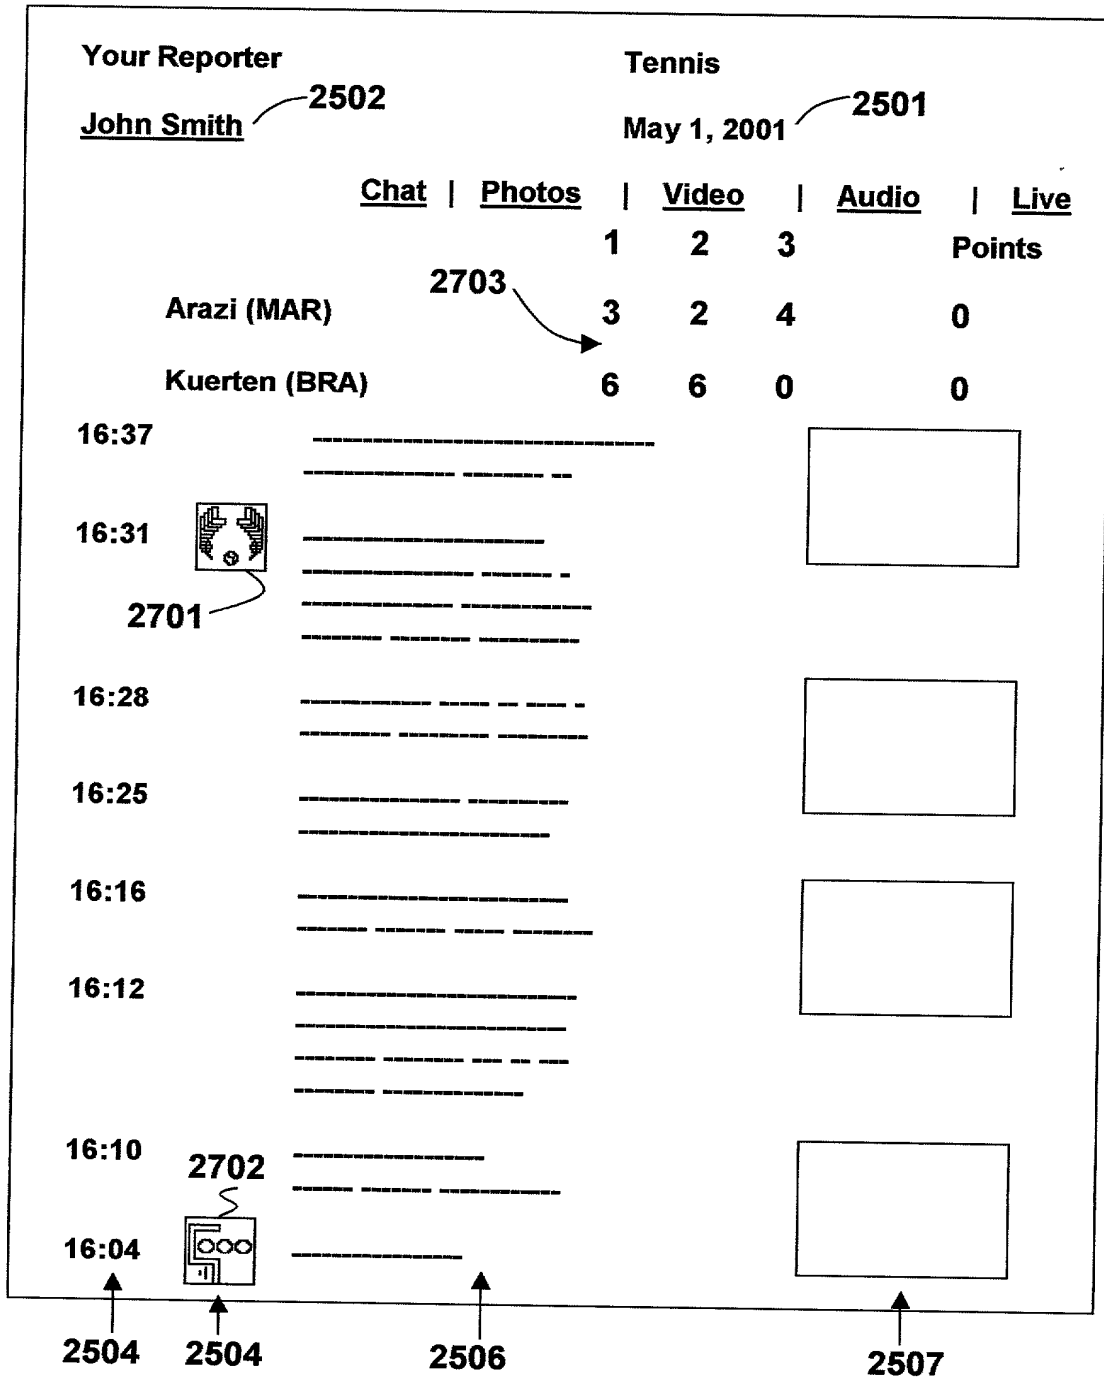 Your Reporter Tennis
2502 2501
John Smith May 1, 2001
Chat | Photos | Video | Audio | Live
1 2 3 Points
2703
Arazi (MAR) 3 2 4 0
Kuerten (BRA) 6 6 0 0
16:37
16:31
2701
16:28
16:25
16:16
16:12
16:10
2702
16:04
2504 2504 2506 2507